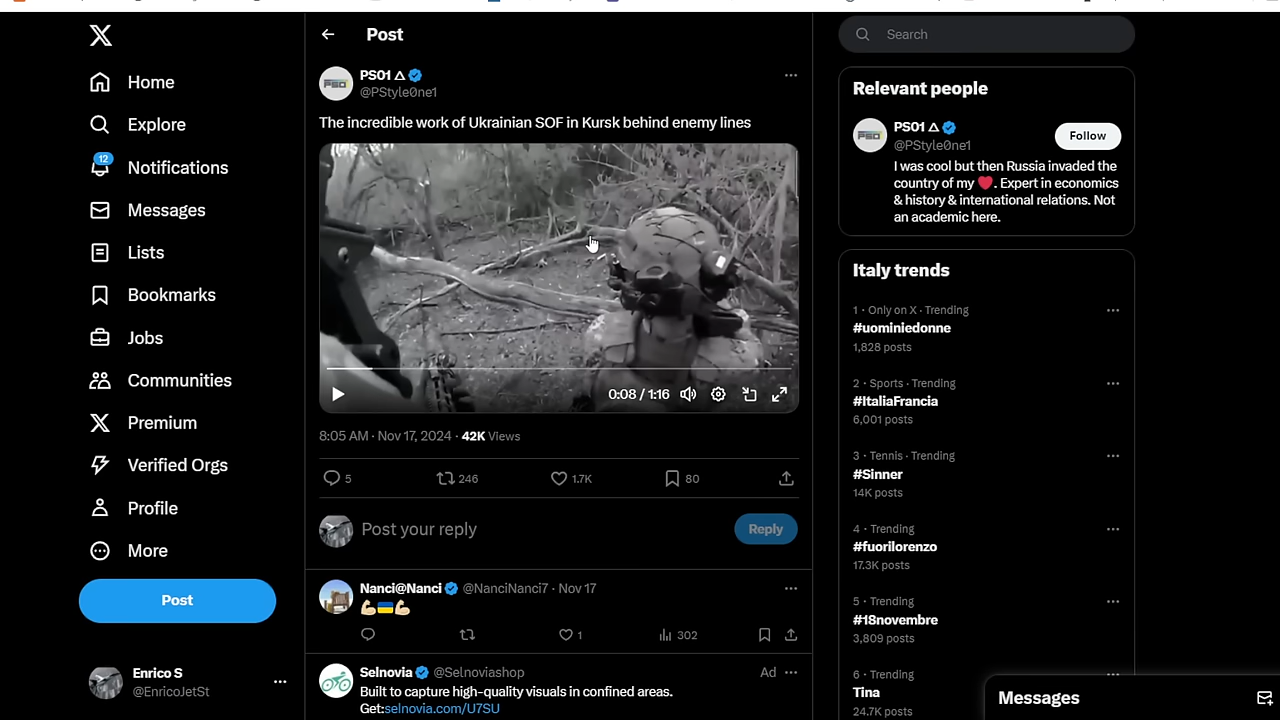 Post
PS01 △
@PStyle0ne1
The incredible work of Ukrainian SOF in Kursk behind enemy lines
0:08 / 1:16
8:05 AM · Nov 17, 2024 · 42K Views
5
246
1.7K
80
Post your reply
Reply
Nanci@Nanci @NanciNanci7 · Nov 17
💪🏻🇺🇦💪🏻
1
302
Selnovia @Selnoviashop
Ad
Built to capture high-quality visuals in confined areas.
Get:selnovia.com/U7SU
Home
Explore
12
Notifications
Messages
Lists
Bookmarks
Jobs
Communities
Premium
Verified Orgs
Profile
More
Post
Enrico S
@EnricoJetSt
Search
Relevant people
PS01 △
@PStyle0ne1
Follow
I was cool but then Russia invaded the
country of my ❤️. Expert in economics
& history & international relations. Not
an academic here.
Italy trends
1 · Only on X · Trending
#uominiedonne
1,828 posts
2 · Sports · Trending
#ItaliaFrancia
6,001 posts
3 · Tennis · Trending
#Sinner
14K posts
4 · Trending
#fuorilorenzo
17.3K posts
5 · Trending
#18novembre
3,809 posts
6 · Trending
Tina
24.7K posts
Messages